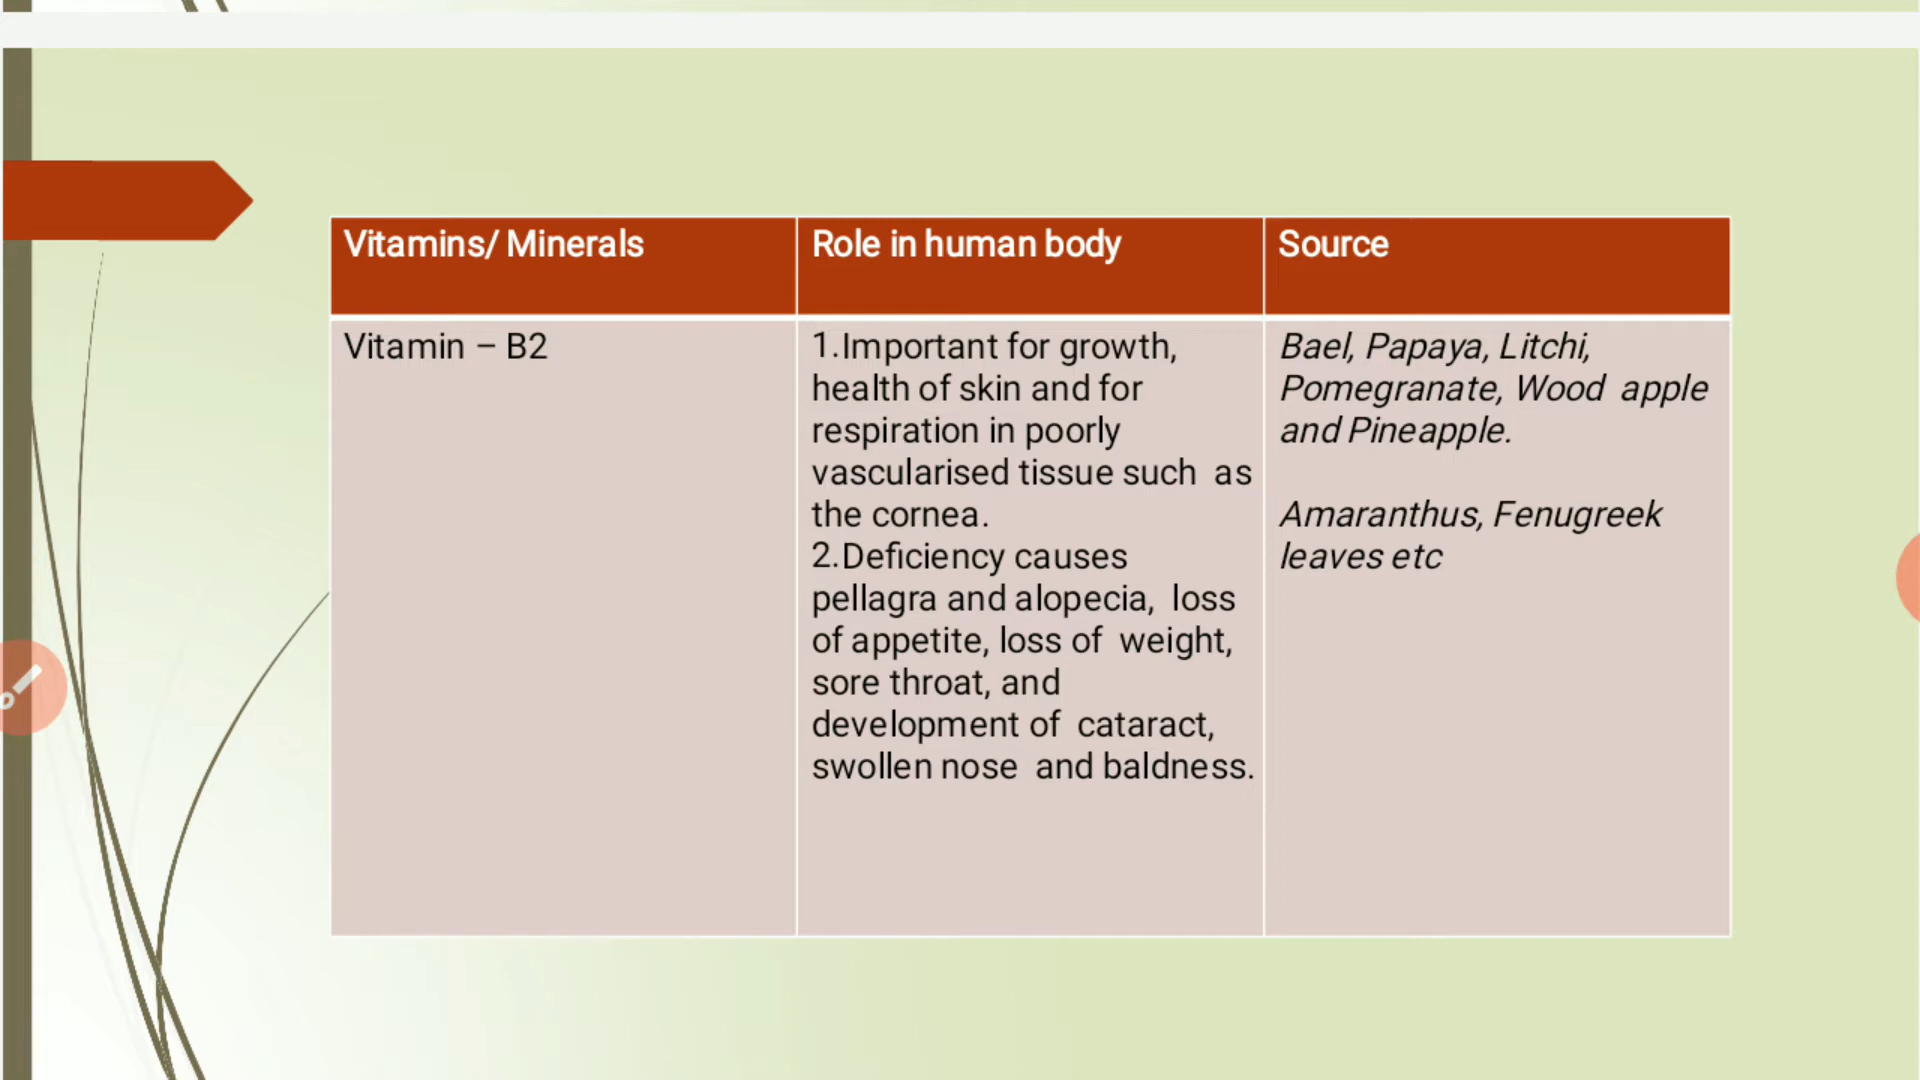 Vitamins/ Minerals
Role in human body
Source
Vitamin – B2
1.Important for growth,
health of skin and for
respiration in poorly
vascularised tissue such as
the cornea.
2.Deficiency causes
pellagra and alopecia, loss
of appetite, loss of weight,
sore throat, and
development of cataract,
swollen nose and baldness.
Bael, Papaya, Litchi,
Pomegranate, Wood apple
and Pineapple.
Amaranthus, Fenugreek
leaves etc